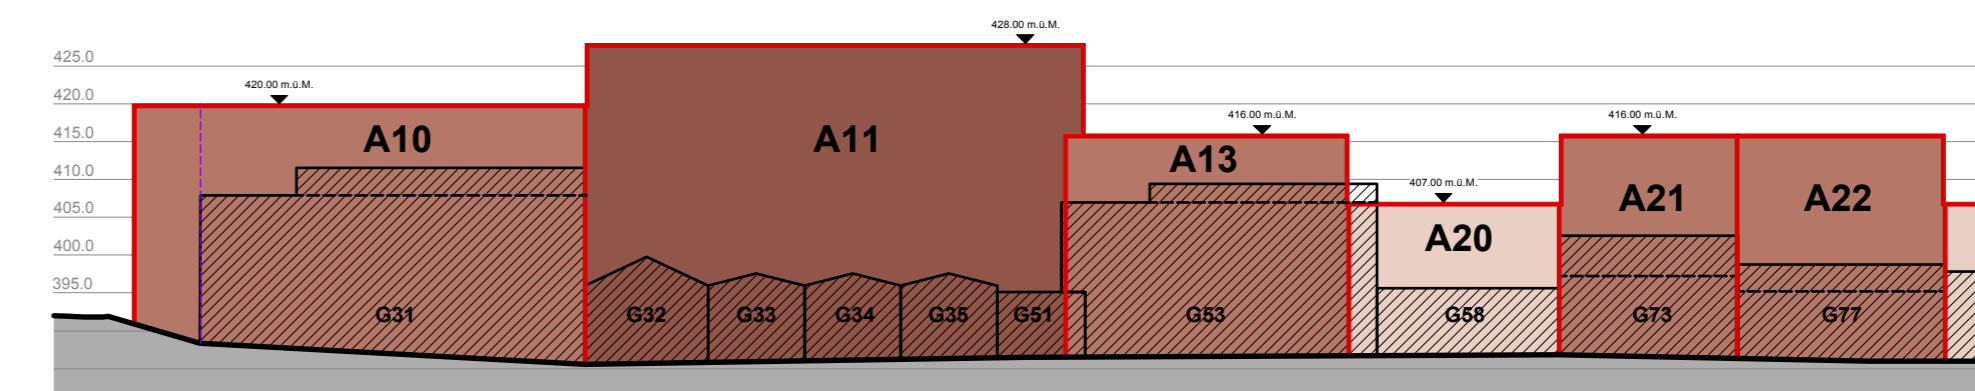 428.00 m.ü.M.
425.0
420.00 m.ü.M.
420.0
416.00 m.ü.M.
416.00 m.ü.M.
415.0
A10
A11
A13
410.0
407.00 m.ü.M.
A21
A22
405.0
A20
400.0
395.0
G31
G32
G33
G34
G35
G51
G53
G58
G73
G77